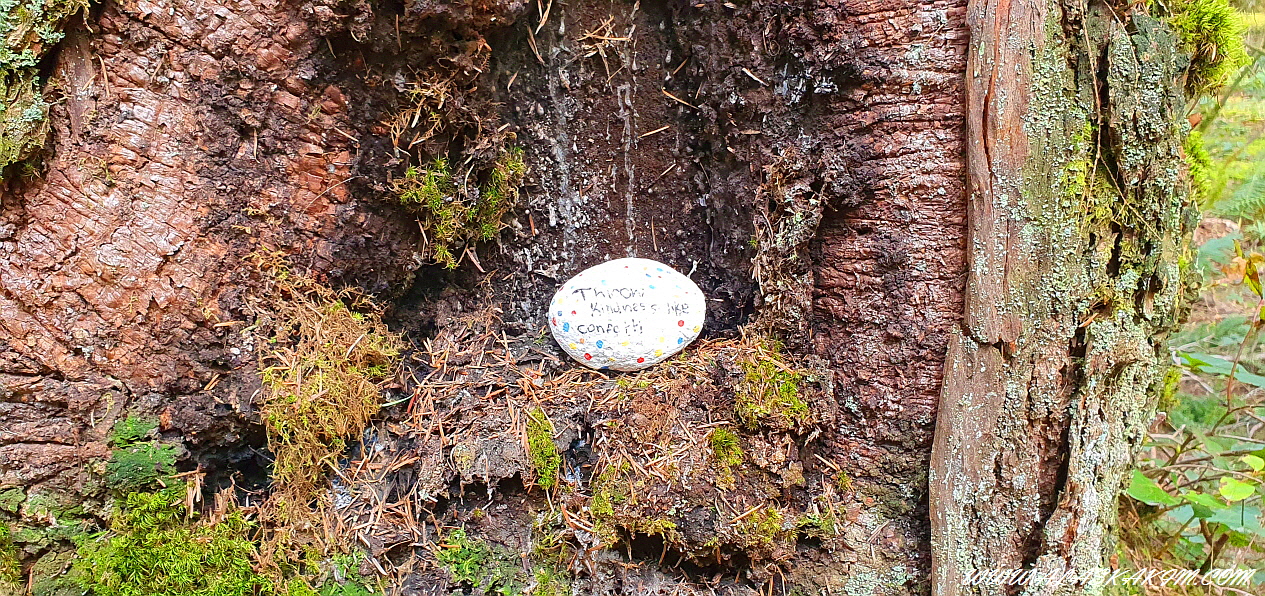 Throw
Kindness like
confetti